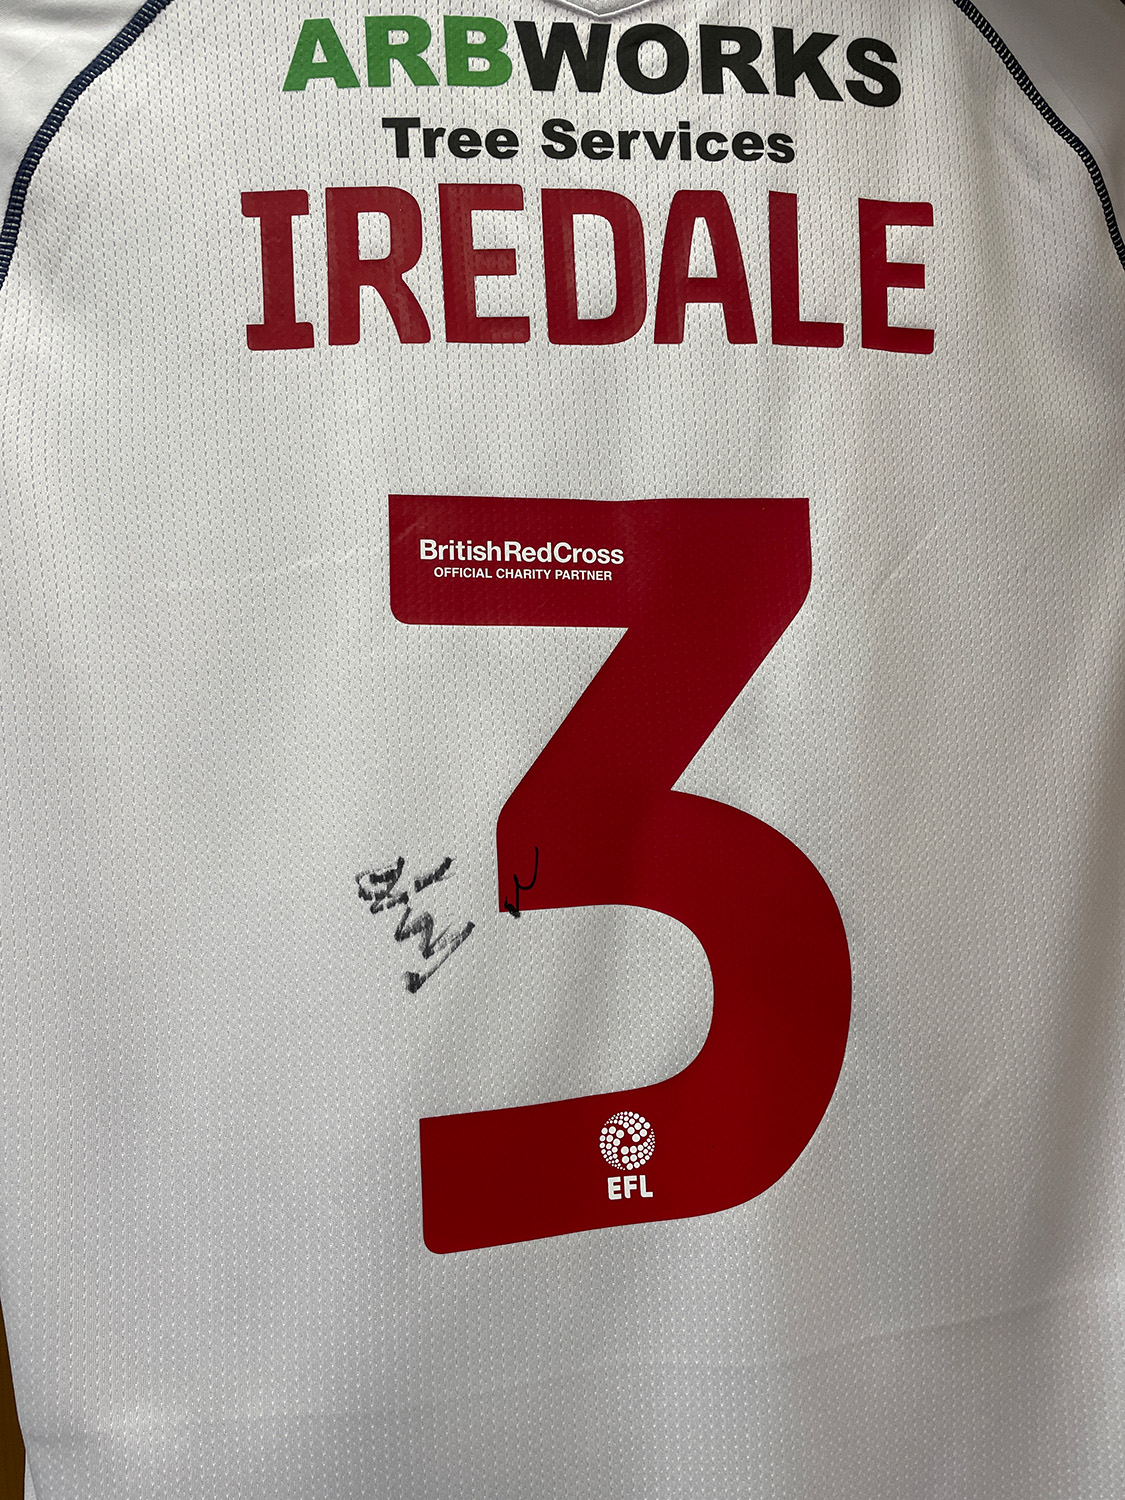 ARBWORKS
Tree Services
IREDALE
3
BritishRedCross
OFFICIAL CHARITY PARTNER
EFL